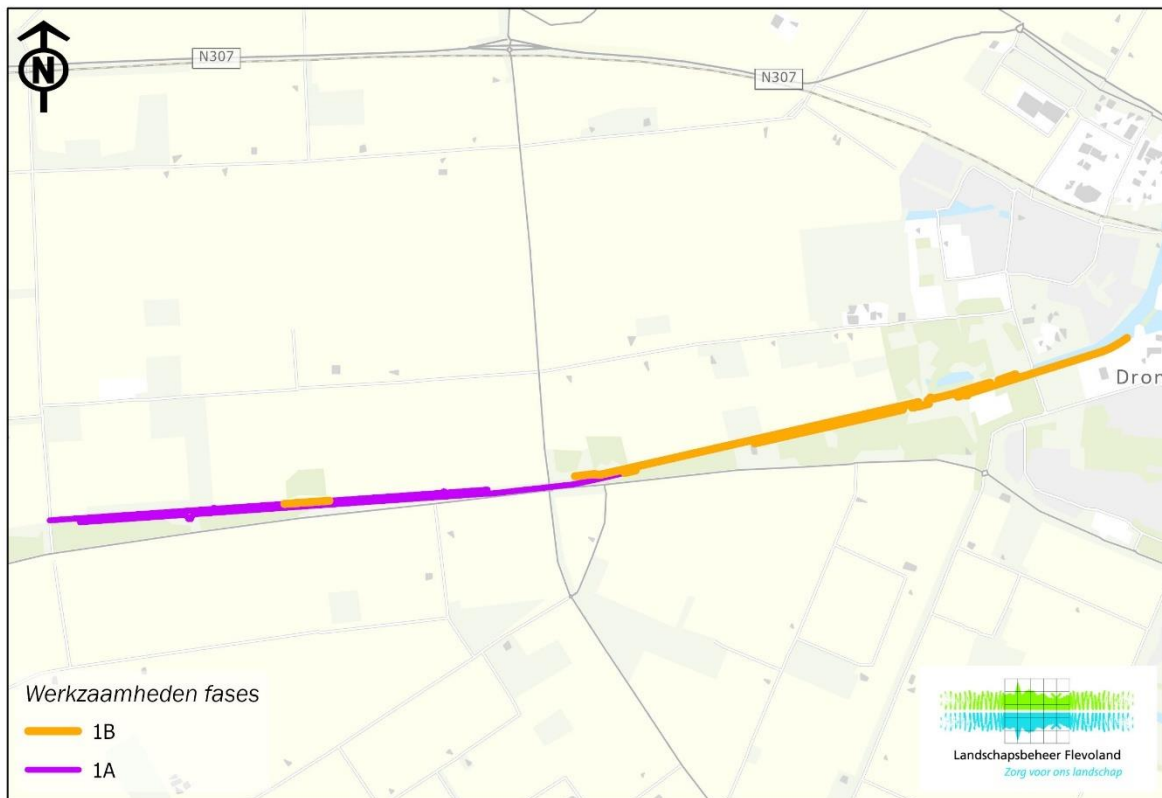 N
N307
N307
Dron
Werkzaamheden fases
1B
1A
Landschapsbeheer Flevoland
Zorg voor ons landschap